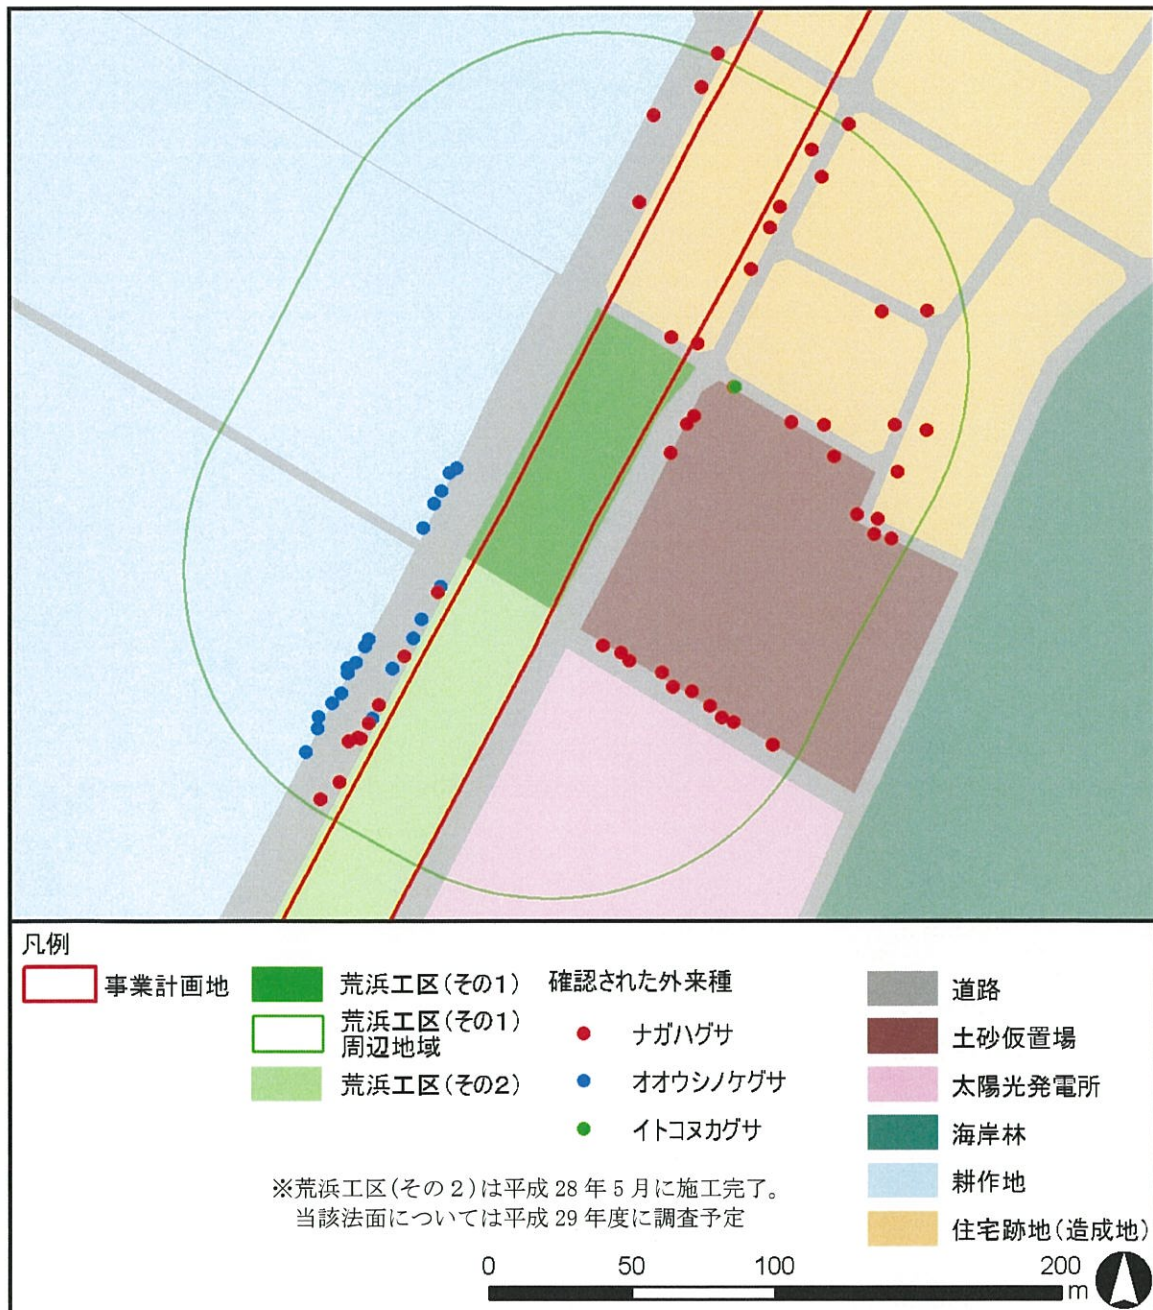 凡例
事業計画地
荒浜工区(その1)
荒浜工区(その1)
周辺地域
荒浜工区(その2)
確認された外来種
ナガハグサ
オオウシノケグサ
イトコヌカグサ
道路
土砂仮置場
太陽光発電所
海岸林
耕作地
住宅跡地(造成地)
※荒浜工区(その2)は平成28年5月に施工完了。
当該法面については平成29年度に調査予定
0 50 100 200
m